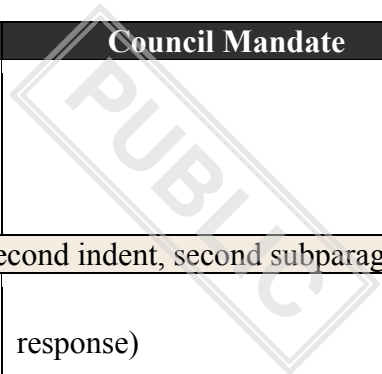 Council Mandate
PUBLIC
second indent, second subparag
response)